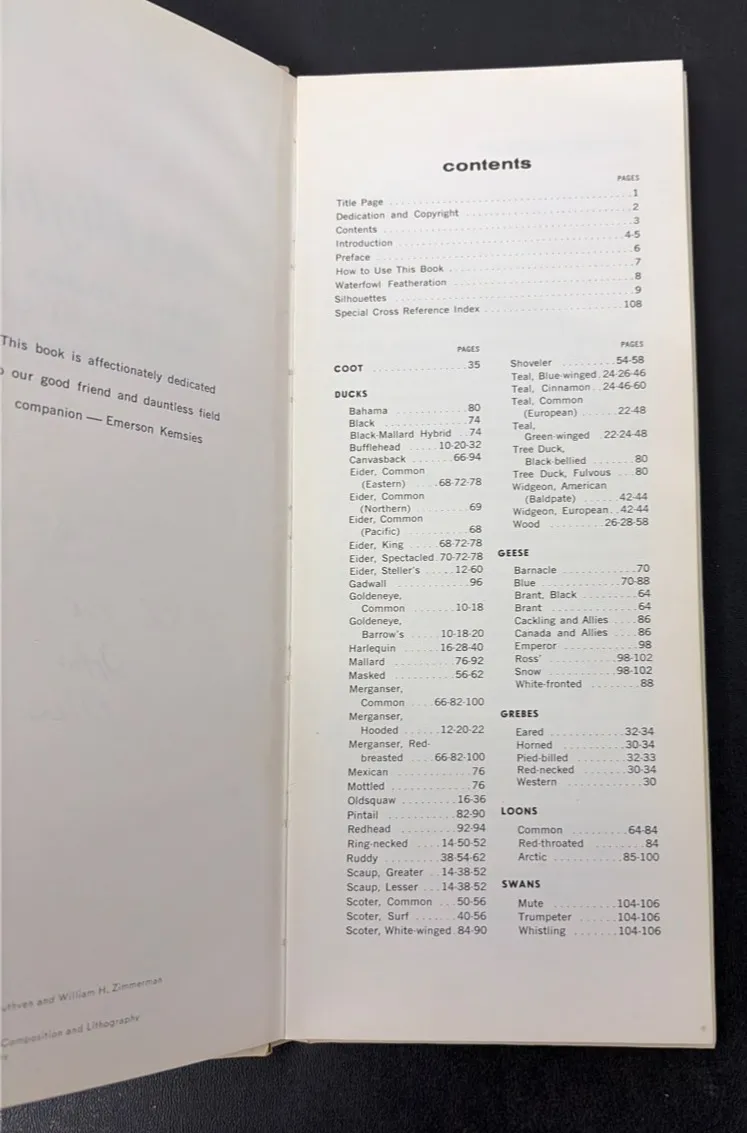 This book is affectionately dedicated
our good friend and dauntless field
companion — Emerson Kemsies
and William H. Zimmerman
Composition and Lithography
contents
PAGES
Title Page . . . . . 1
Dedication and Copyright . . . . . 2
Contents . . . . . 3
Introduction . . . . . 4-5
Preface . . . . . 6
How to Use This Book . . . . . 7
Waterfowl Featheration . . . . . 8
Silhouettes . . . . . 9
Special Cross Reference Index . . . . . 108
PAGES
COOT . . . . . 35
DUCKS
Bahama . . . . . 80
Black . . . . . 74
Black-Mallard Hybrid . . 74
Bufflehead . . . . . 10-20-32
Canvasback . . . . . 66-94
Eider, Common
(Eastern) . . . . 68-72-78
Eider, Common
(Northern) . . . . . 69
Eider, Common
(Pacific) . . . . . 68
Eider, King . . . . . 68-72-78
Eider, Spectacled . 70-72-78
Eider, Steller's . . . . . 12-60
Gadwall . . . . . 96
Goldeneye,
Common . . . . . 10-18
Goldeneye,
Barrow's . . . . . 10-18-20
Harlequin . . . . . 16-28-40
Mallard . . . . . 76-92
Masked . . . . . 56-62
Merganser,
Common . . . . 66-82-100
Merganser,
Hooded . . . . . 12-20-22
Merganser, Red-
breasted . . . . 66-82-100
Mexican . . . . . 76
Mottled . . . . . 76
Oldsquaw . . . . . 16-36
Pintail . . . . . 82-90
Redhead . . . . . 92-94
Ring-necked . . . . 14-50-52
Ruddy . . . . . 38-54-62
Scaup, Greater . . 14-38-52
Scaup, Lesser . . . 14-38-52
Scoter, Common . . . 50-56
Scoter, Surf . . . . . 40-56
Scoter, White-winged . 84-90
PAGES
Shoveler . . . . . 54-58
Teal, Blue-winged . 24-26-46
Teal, Cinnamon . . 24-46-60
Teal, Common
(European) . . . . . 22-48
Teal,
Green-winged . 22-24-48
Tree Duck,
Black-bellied . . . . . 80
Tree Duck, Fulvous . . . 80
Widgeon, American
(Baldpate) . . . . . 42-44
Widgeon, European . . 42-44
Wood . . . . . 26-28-58
GEESE
Barnacle . . . . . 70
Blue . . . . . 70-88
Brant, Black . . . . . 64
Brant . . . . . 64
Cackling and Allies . . . . 86
Canada and Allies . . . . 86
Emperor . . . . . 98
Ross' . . . . . 98-102
Snow . . . . . 98-102
White-fronted . . . . . 88
GREBES
Eared . . . . . 32-34
Horned . . . . . 30-34
Pied-billed . . . . . 32-33
Red-necked . . . . . 30-34
Western . . . . . 30
LOONS
Common . . . . . 64-84
Red-throated . . . . . 84
Arctic . . . . . 85-100
SWANS
Mute . . . . . 104-106
Trumpeter . . . . . 104-106
Whistling . . . . . 104-106